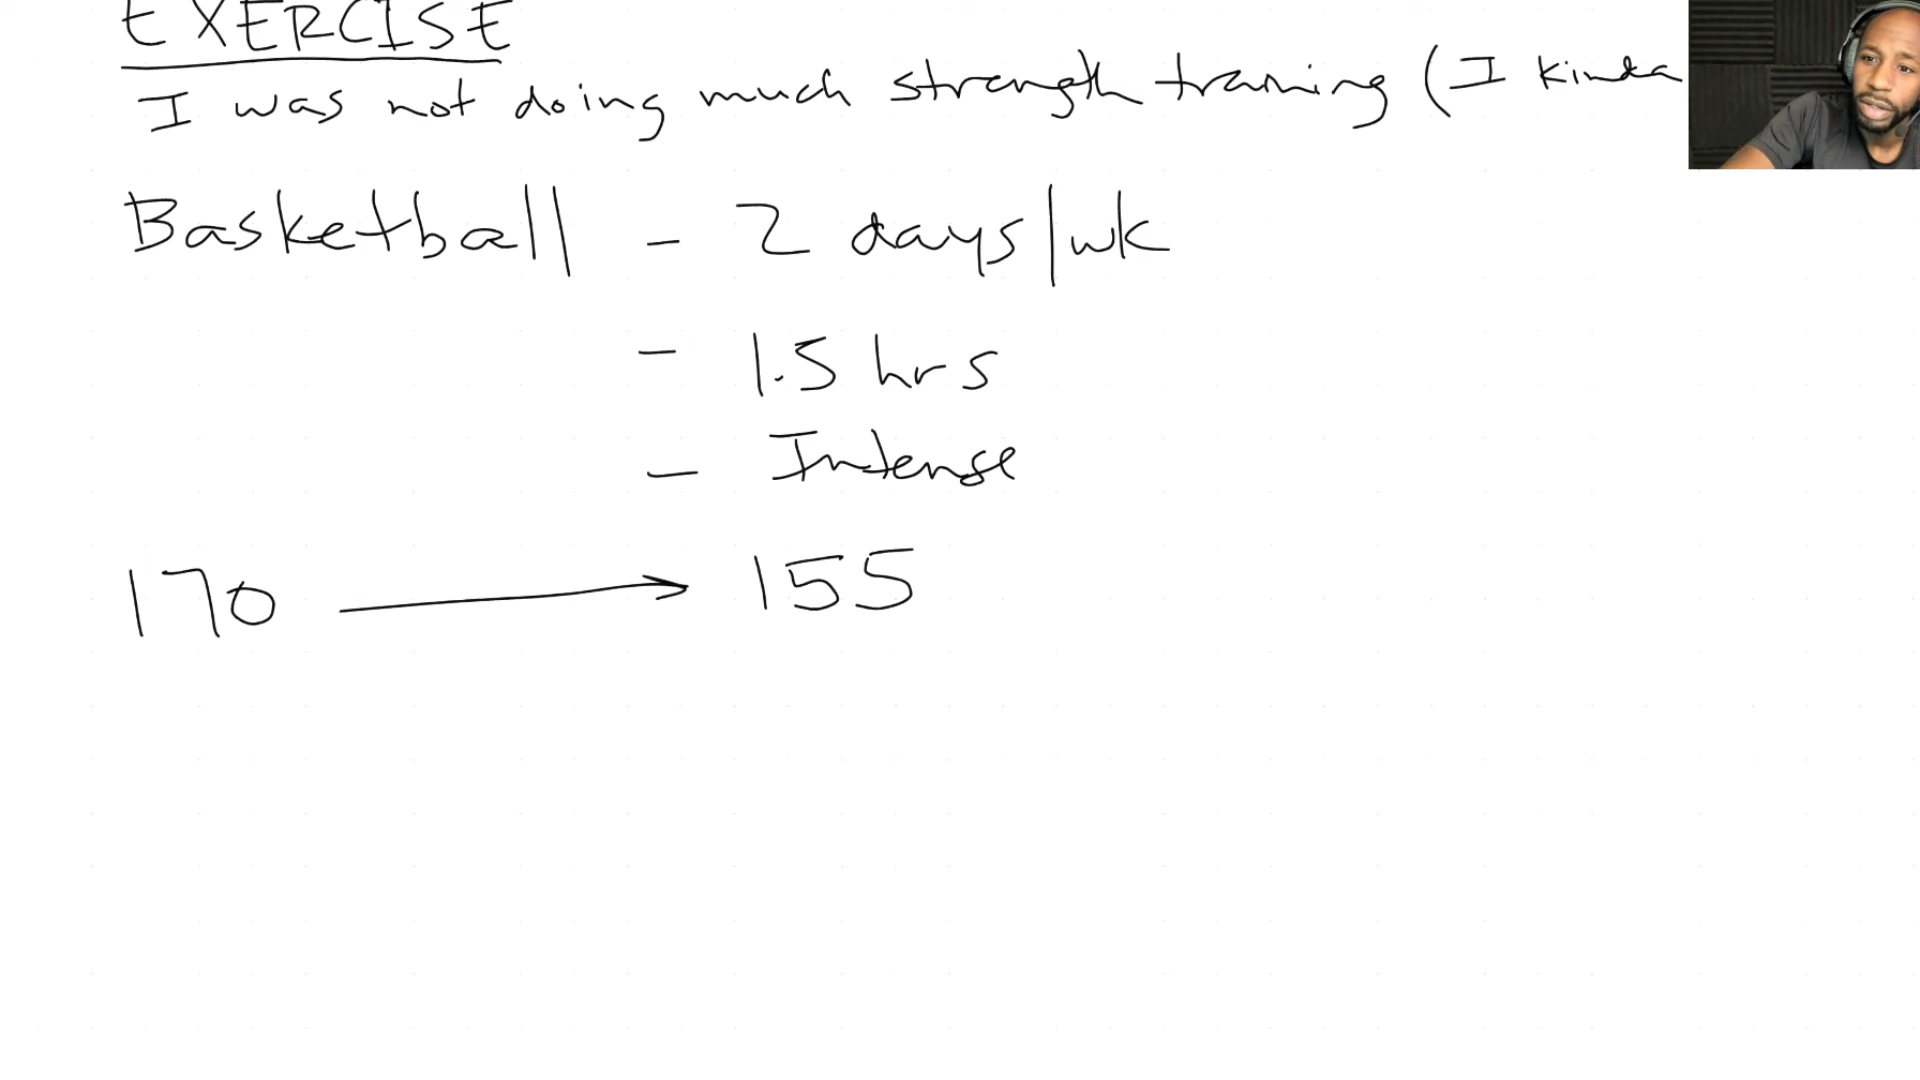 EXERCISE
I was not doing much strength training (I kinda
Basketball - 2 days/wk
- 1.5 hrs
- Intense
170 → 155